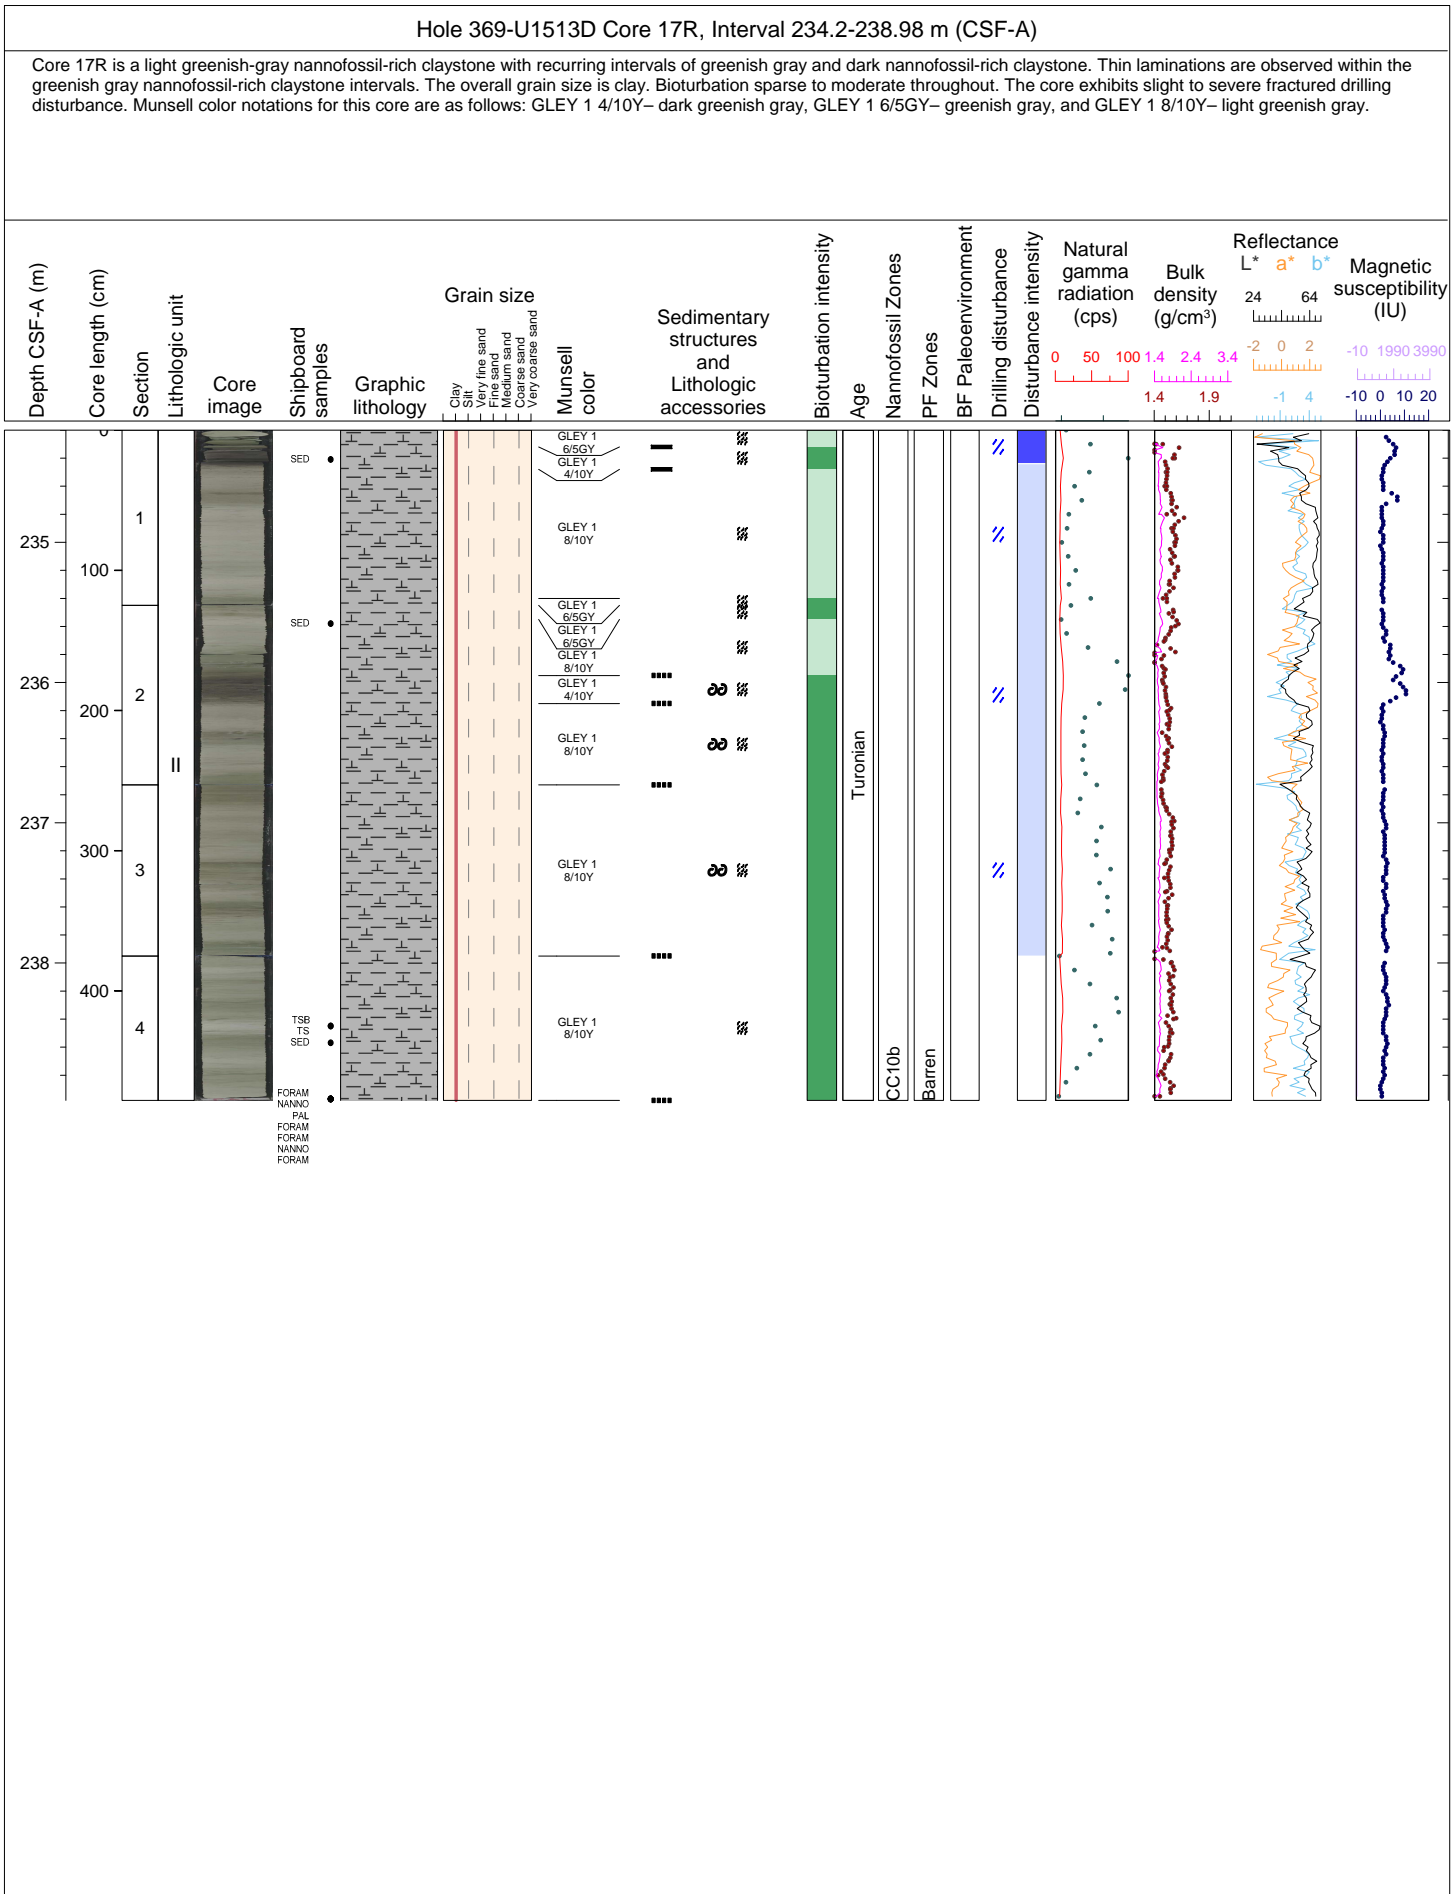 Hole 369-U1513D Core 17R, Interval 234.2-238.98 m (CSF-A)
Core 17R is a light greenish-gray nannofossil-rich claystone with recurring intervals of greenish gray and dark nannofossil-rich claystone. Thin laminations are observed within the
greenish gray nannofossil-rich claystone intervals. The overall grain size is clay. Bioturbation sparse to moderate throughout. The core exhibits slight to severe fractured drilling
disturbance. Munsell color notations for this core are as follows: GLEY 1 4/10Y– dark greenish gray, GLEY 1 6/5GY– greenish gray, and GLEY 1 8/10Y– light greenish gray.
Depth CSF-A (m)
Core length (cm)
Section
Lithologic unit
Core
image
Shipboard
samples
Graphic
lithology
Grain size
Clay
Silt
Very fine sand
Fine sand
Medium sand
Coarse sand
Very coarse sand
Munsell
color
Sedimentary
structures
and
Lithologic
accessories
Bioturbation intensity
Age
Nannofossil Zones
PF Zones
BF Paleoenvironment
Drilling disturbance
Disturbance intensity
Natural
gamma
radiation
(cps)
0 50 100
Bulk
density
(g/cm³)
1.4 2.4 3.4
1.4 1.9
Reflectance
L* a* b*
24 64
-2 0 2
-1 4
Magnetic
susceptibility
(IU)
-10 1990 3990
-10 0 10 20
235
236
237
238
0
100
200
300
400
1
2
3
4
II
SED
SED
TSB
TS
SED
FORAM
NANNO
PAL
FORAM
FORAM
NANNO
FORAM
GLEY 1
6/5GY
GLEY 1
4/10Y
GLEY 1
8/10Y
GLEY 1
6/5GY
GLEY 1
6/5GY
GLEY 1
8/10Y
GLEY 1
4/10Y
GLEY 1
8/10Y
GLEY 1
8/10Y
GLEY 1
8/10Y
Turonian
CC10b
Barren